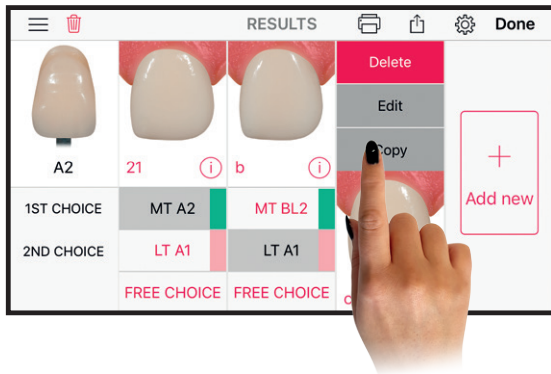 RESULTS
Done
Delete
Edit
Copy
A2
21
i
b
i
Add new
1ST CHOICE
MT A2
MT BL2
2ND CHOICE
LT A1
LT A1
FREE CHOICE
FREE CHOICE